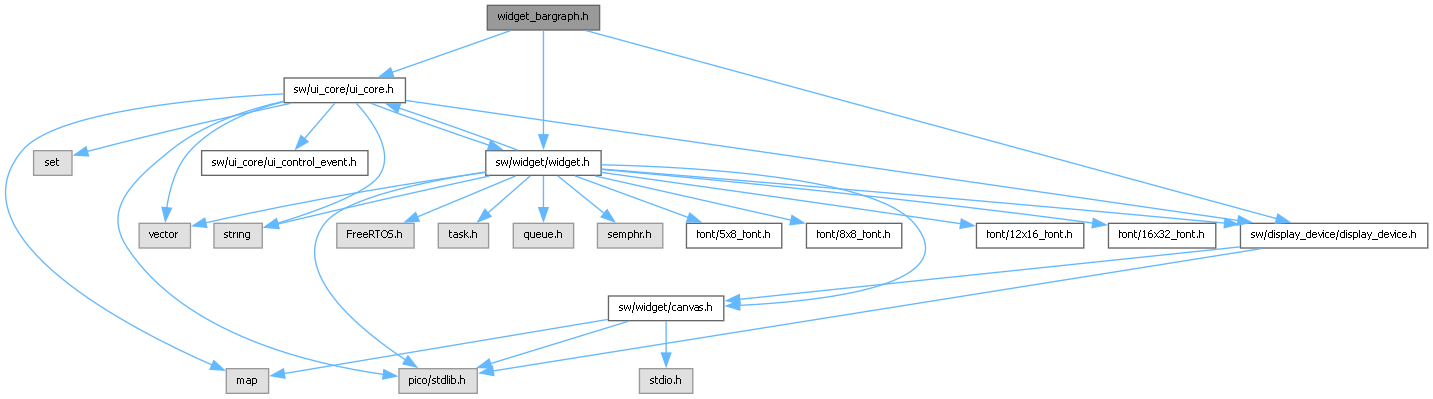 widget_bargraph.h
sw/ui_core/ui_core.h
set
sw/ui_core/ui_control_event.h
sw/widget/widget.h
vector
string
FreeRTOS.h
task.h
queue.h
semphr.h
font/5x8_font.h
font/8x8_font.h
font/12x16_font.h
font/16x32_font.h
sw/display_device/display_device.h
sw/widget/canvas.h
map
pico/stdlib.h
stdio.h